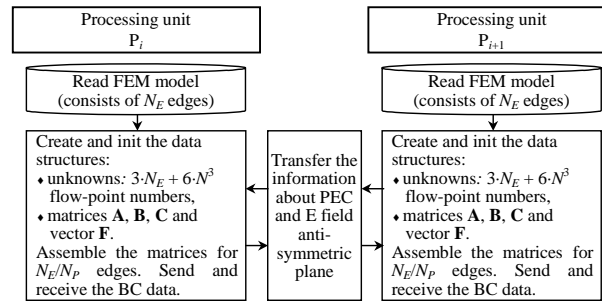 Processing unit
P_i
Processing unit
P_{i+1}
Read FEM model
(consists of N_E edges)
Read FEM model
(consists of N_E edges)
Create and init the data
structures:
♦ unknowns: 3·N_E + 6·N³
flow-point numbers,
♦ matrices A, B, C and
vector F.
Assemble the matrices for
N_E/N_P edges. Send and
receive the BC data.
Transfer the
information
about PEC
and E field
anti-
symmetric
plane
Create and init the data
structures:
♦ unknowns: 3·N_E + 6·N³
flow-point numbers,
♦ matrices A, B, C and
vector F.
Assemble the matrices for
N_E/N_P edges. Send and
receive the BC data.